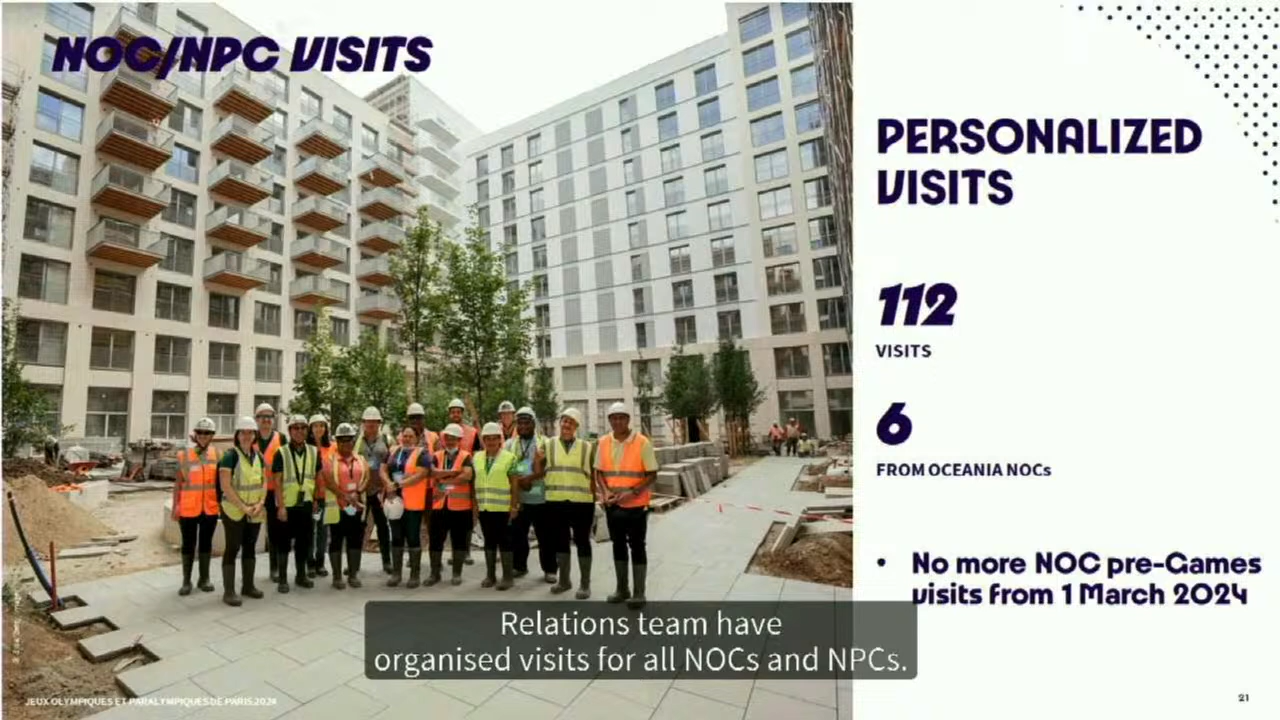 NOC/NPC VISITS
PERSONALIZED
VISITS
112
VISITS
6
FROM OCEANIA NOCs
• No more NOC pre-Games
visits from 1 March 2024
Relations team have
organised visits for all NOCs and NPCs.
JEUX OLYMPIQUES ET PARALYMPIQUES DE PARIS 2024
21